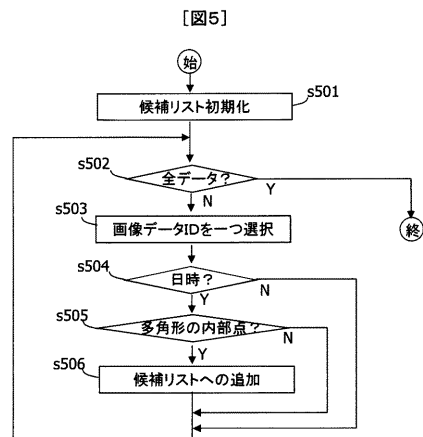 [図5]
始
候補リスト初期化
s501
s502
全データ?
Y
N
s503
画像データIDを一つ選択
終
s504
日時?
N
Y
s505
多角形の内部点?
N
Y
s506
候補リストへの追加